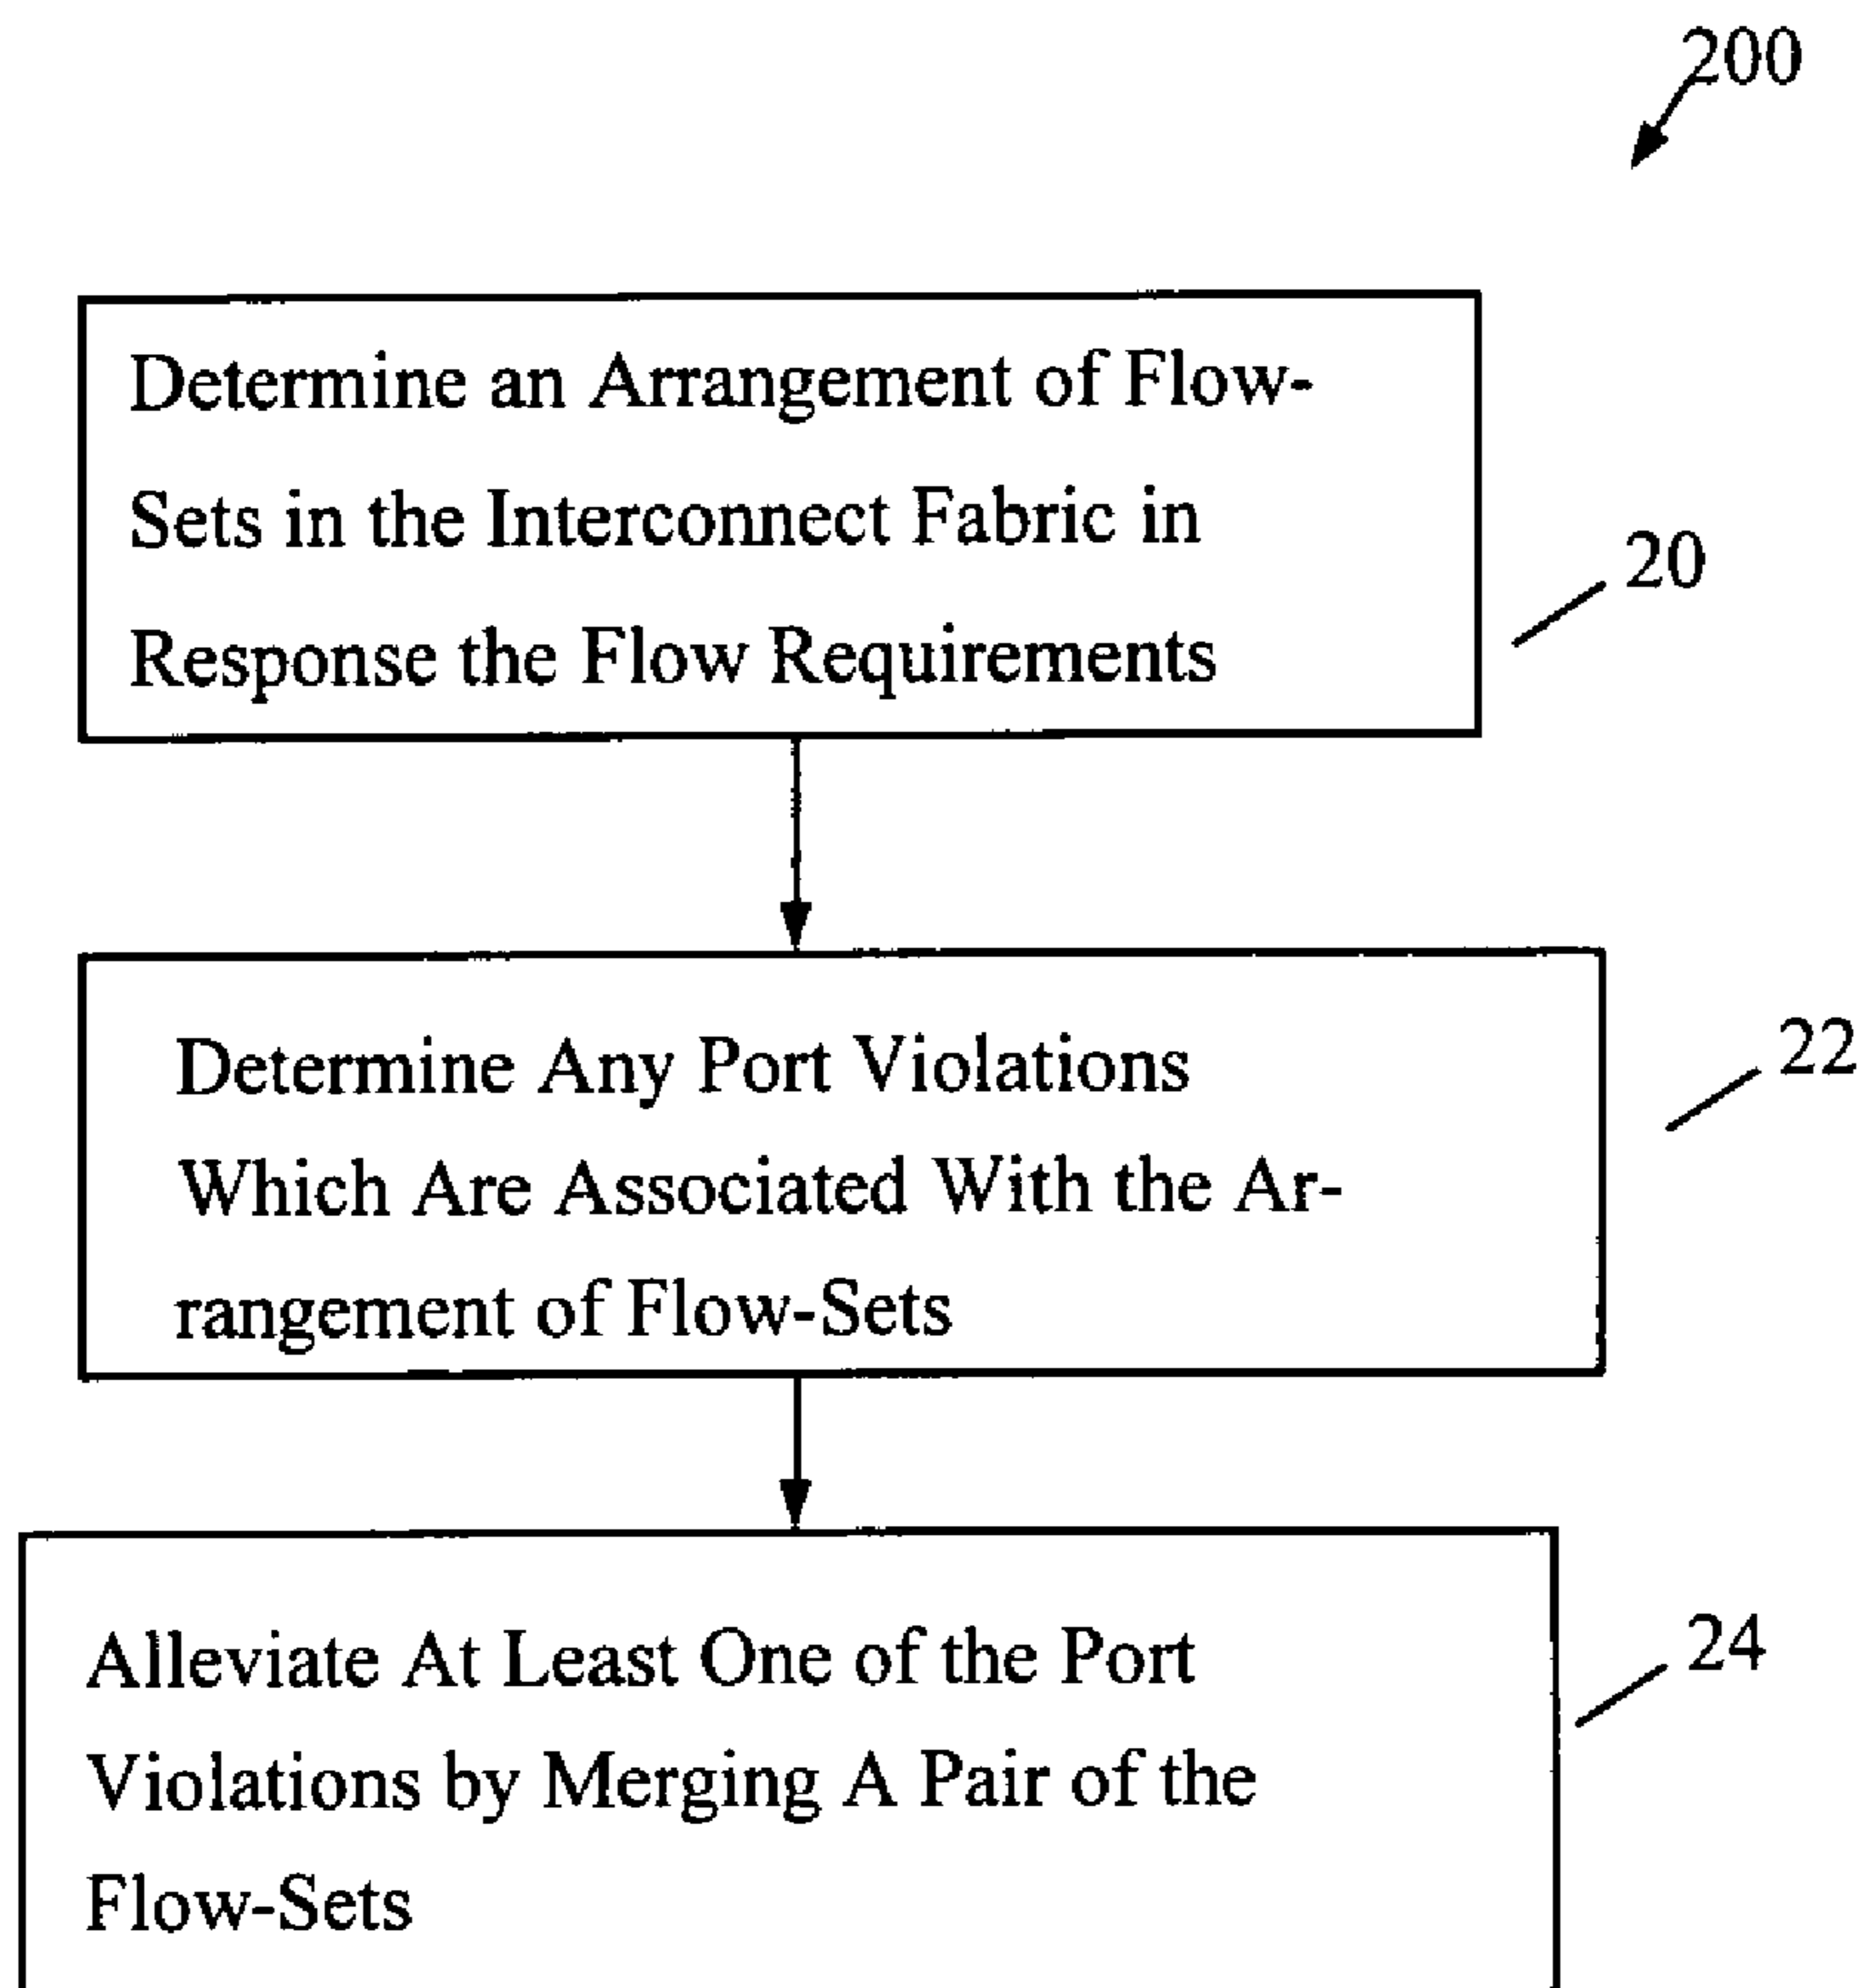 200
Determine an Arrangement of Flow-
Sets in the Interconnect Fabric in
Response the Flow Requirements
20
Determine Any Port Violations
Which Are Associated With the Ar-
rangement of Flow-Sets
22
Alleviate At Least One of the Port
Violations by Merging A Pair of the
Flow-Sets
24